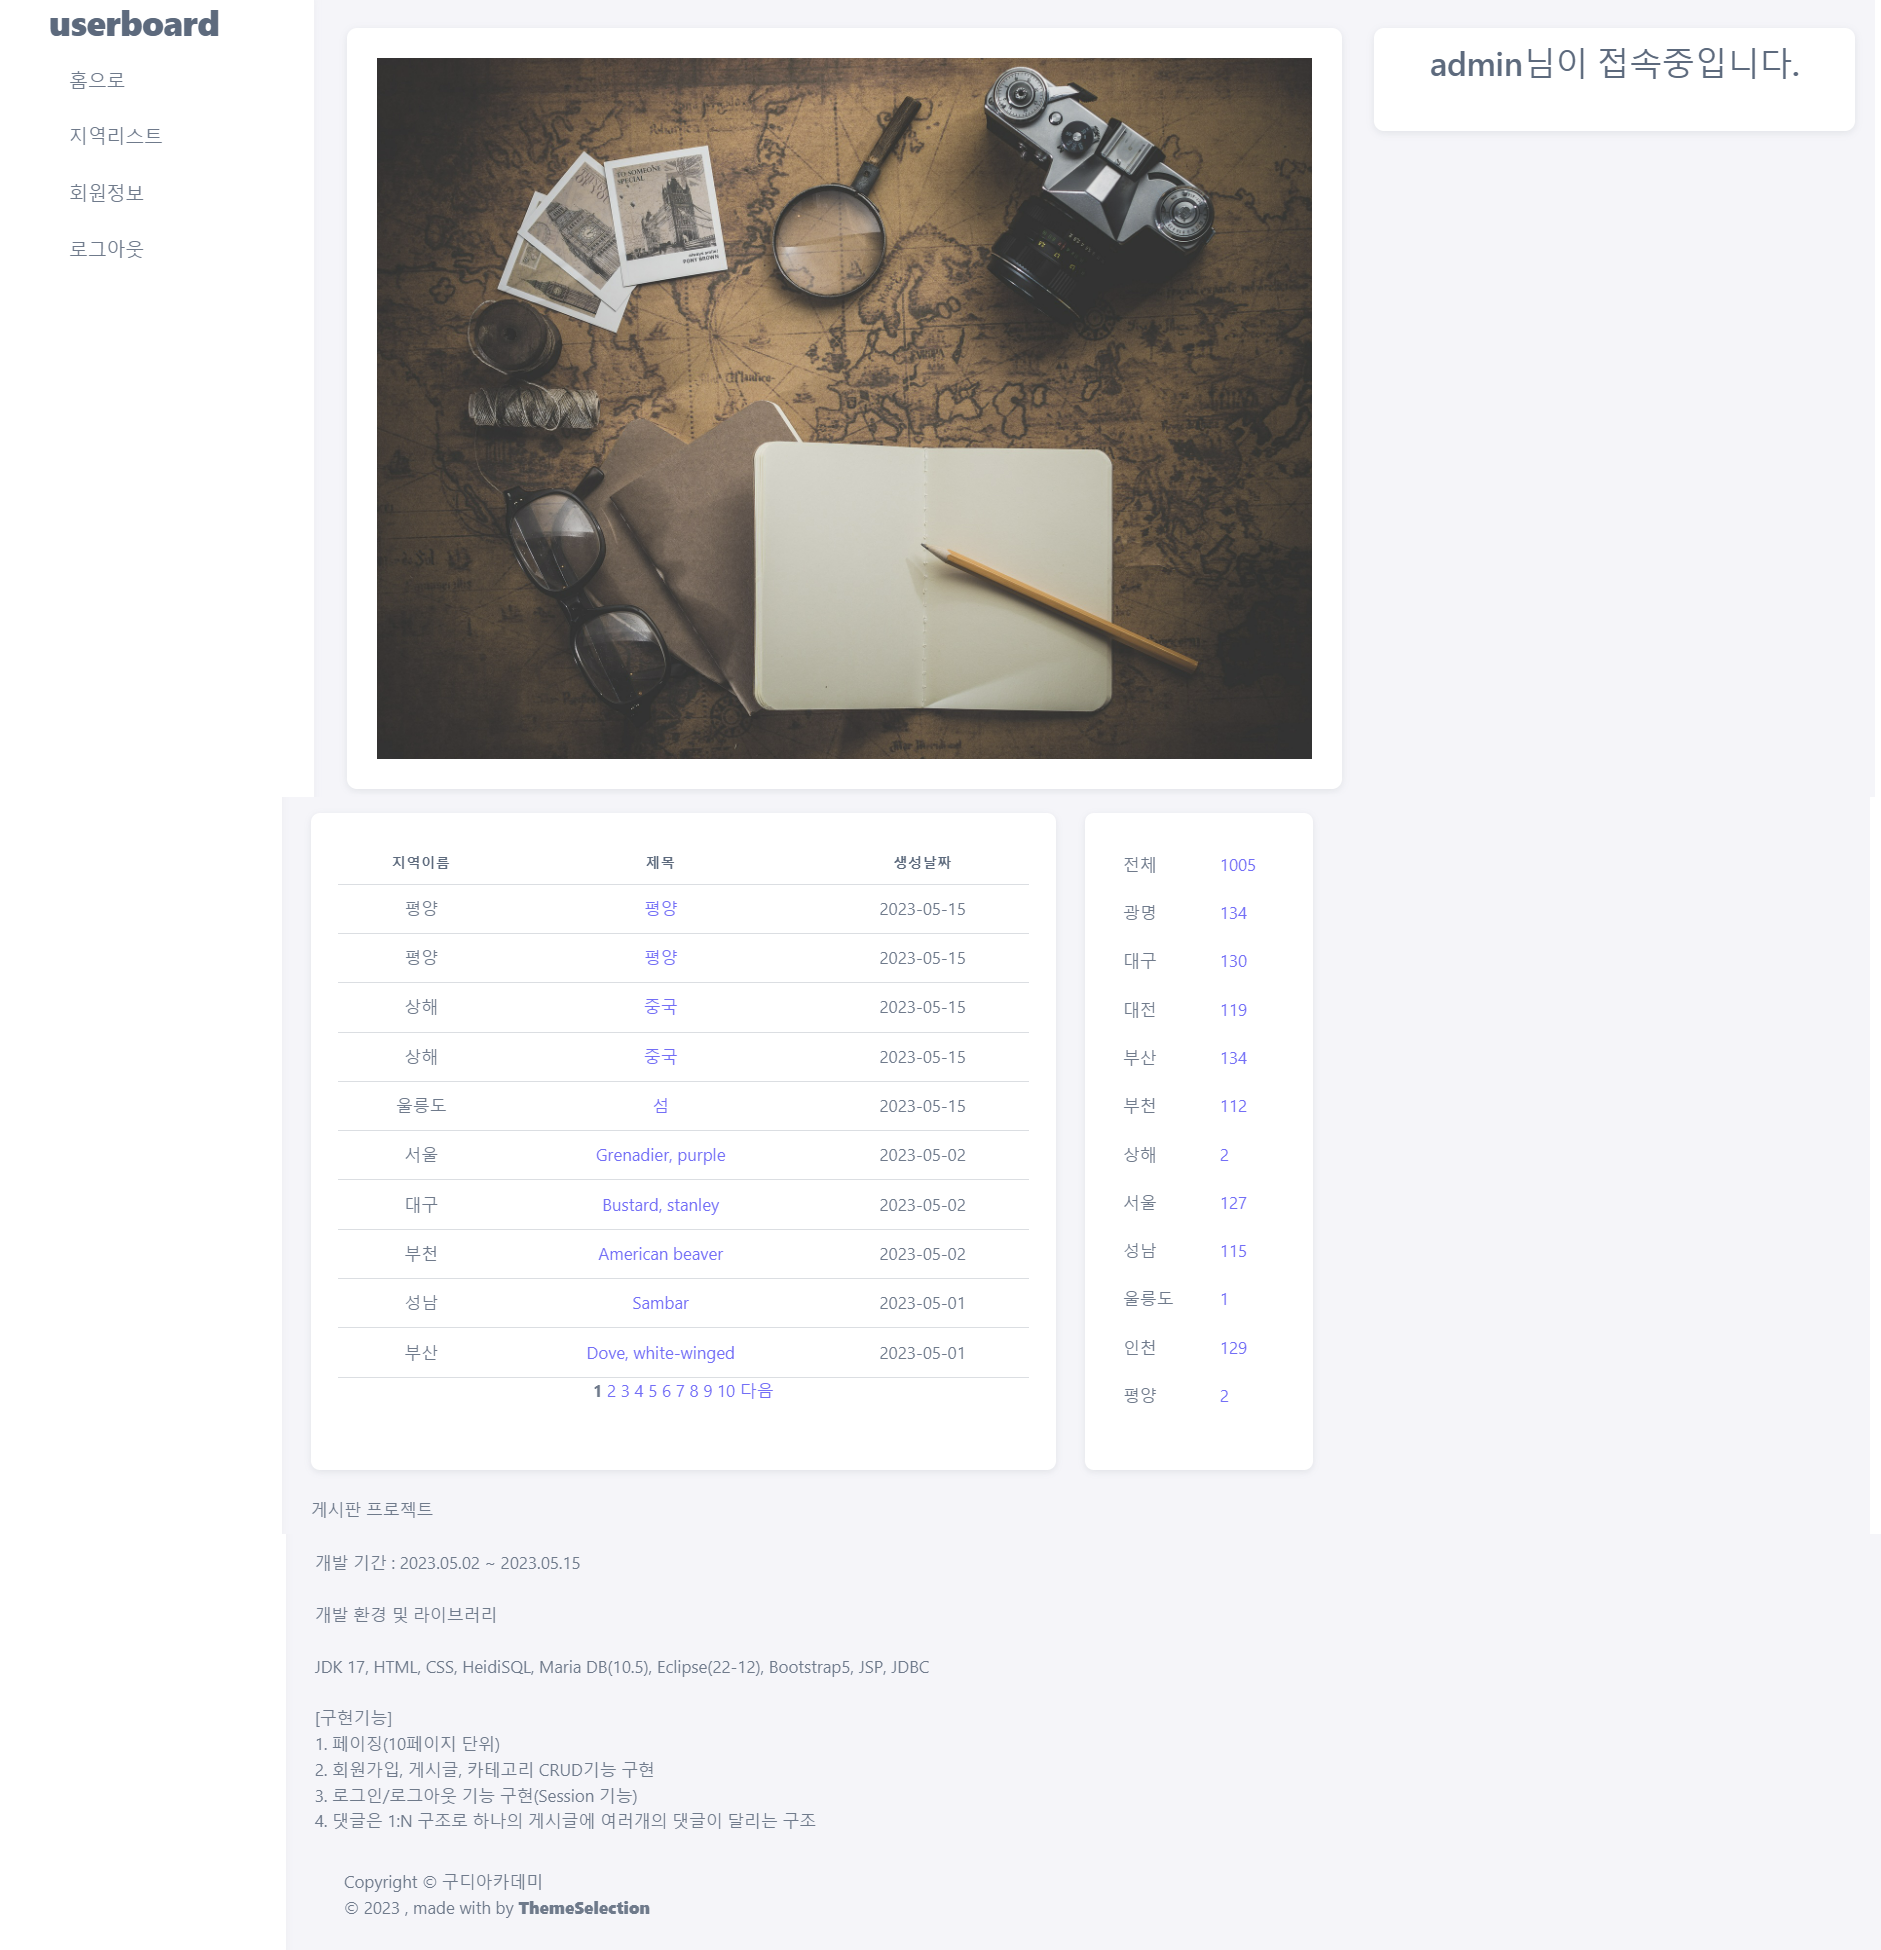 userboard
홈으로
지역리스트
회원정보
로그아웃
TO SOMEONE
SPECIAL
PONY BROWN
admin님이 접속중입니다.
지역이름 제목 생성날짜
평양 평양 2023-05-15
평양 평양 2023-05-15
상해 중국 2023-05-15
상해 중국 2023-05-15
울릉도 섬 2023-05-15
서울 Grenadier, purple 2023-05-02
대구 Bustard, stanley 2023-05-02
부천 American beaver 2023-05-02
성남 Sambar 2023-05-01
부산 Dove, white-winged 2023-05-01
1 2 3 4 5 6 7 8 9 10 다음
전체 1005
광명 134
대구 130
대전 119
부산 134
부천 112
상해 2
서울 127
성남 115
울릉도 1
인천 129
평양 2
게시판 프로젝트
개발 기간 : 2023.05.02 ~ 2023.05.15
개발 환경 및 라이브러리
JDK 17, HTML, CSS, HeidiSQL, Maria DB(10.5), Eclipse(22-12), Bootstrap5, JSP, JDBC
[구현기능]
1. 페이징(10페이지 단위)
2. 회원가입, 게시글, 카테고리 CRUD기능 구현
3. 로그인/로그아웃 기능 구현(Session 기능)
4. 댓글은 1:N 구조로 하나의 게시글에 여러개의 댓글이 달리는 구조
Copyright © 구디아카데미
© 2023 , made with by ThemeSelection